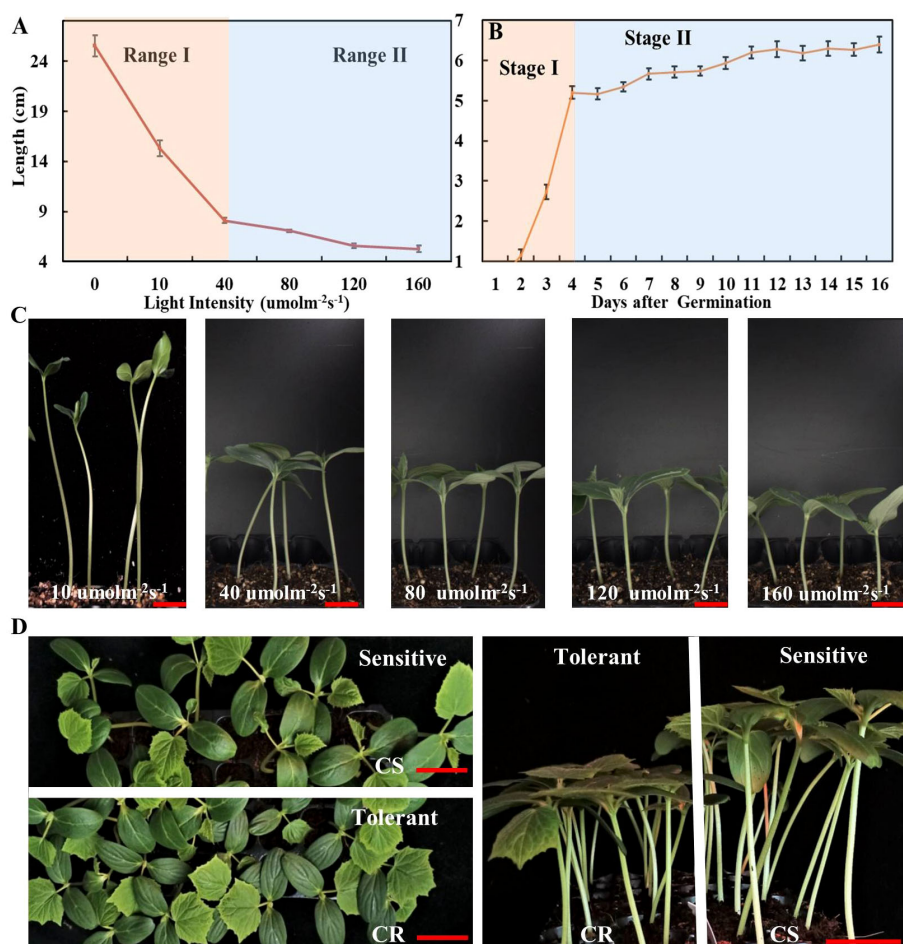 A
Range I
Range II
24
19
14
9
4
Length (cm)
0 10 40 80 120 160
Light Intensity (umolm⁻²s⁻¹)
B
Stage I
Stage II
7
6
5
4
3
2
1
1 2 3 4 5 6 7 8 9 10 11 12 13 14 15 16
Days after Germination
C
10 umolm⁻²s⁻¹
40 umolm⁻²s⁻¹
80 umolm⁻²s⁻¹
120 umolm⁻²s⁻¹
160 umolm⁻²s⁻¹
D
Sensitive
CS
Tolerant
CR
Tolerant
CR
Sensitive
CS